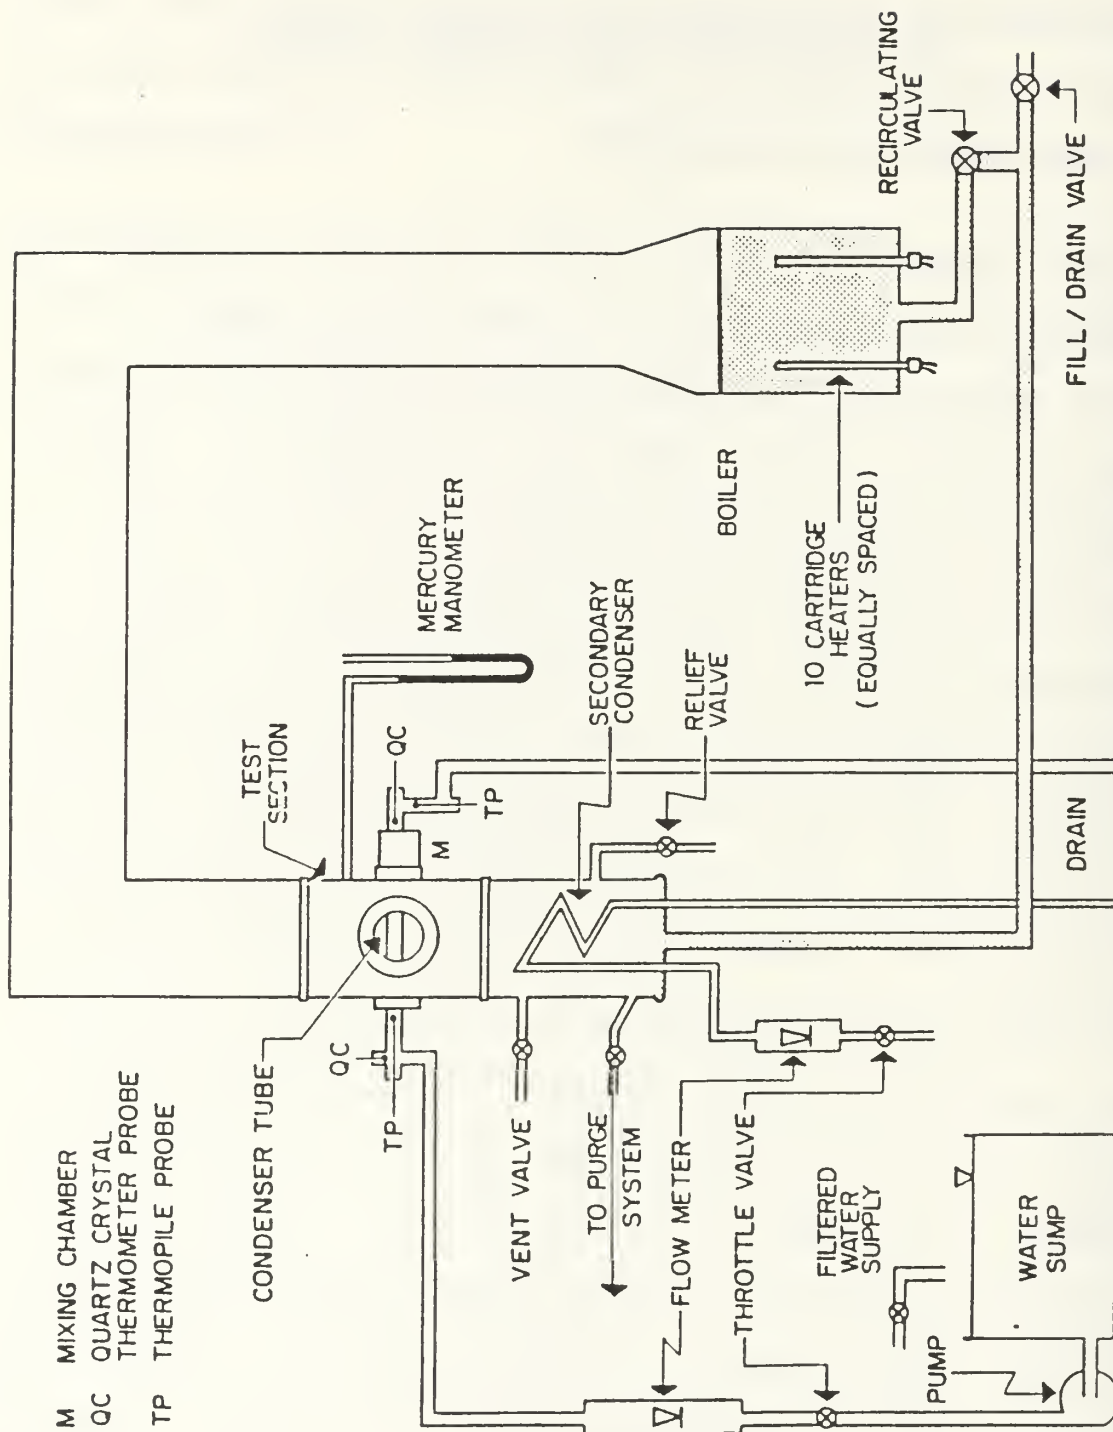 M MIXING CHAMBER
QC QUARTZ CRYSTAL
THERMOMETER PROBE
TP THERMOPILE PROBE
CONDENSER TUBE
TEST
SECTION
MERCURY
MANOMETER
QC
TP
M
QC
TP
SECONDARY
CONDENSER
RELIEF
VALVE
BOILER
10 CARTRIDGE
HEATERS
(EQUALLY SPACED)
RECIRCULATING
VALVE
FILL / DRAIN VALVE
DRAIN
VENT VALVE
TO PURGE
SYSTEM
FLOW METER
THROTTLE VALVE
FILTERED
WATER
SUPPLY
PUMP
WATER
SUMP